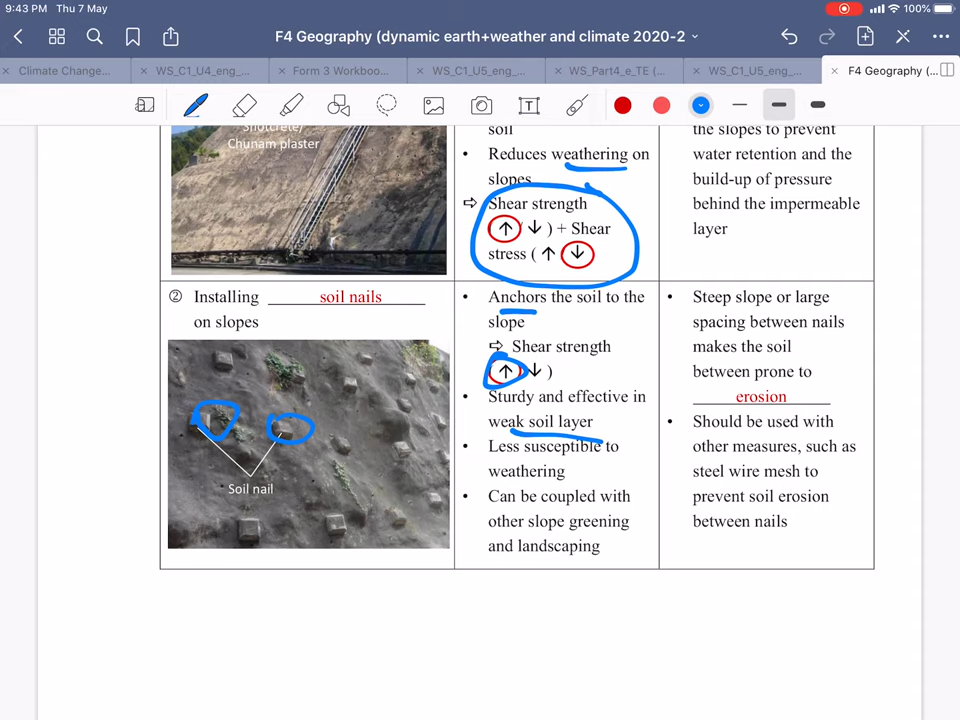 9:43 PM Thu 7 May
100%
F4 Geography (dynamic earth+weather and climate 2020-2
Climate Change...
WS_C1_U4_eng_...
Form 3 Workboo...
WS_C1_U5_eng_...
WS_Part4_e_TE (...
WS_C1_U5_eng_...
F4 Geography (...
T
Shotcrete/
Chunam plaster
soil
• Reduces weathering on
slopes
⇨ Shear strength
↑ ↓ ) + Shear
stress ( ↑ ↓ )
the slopes to prevent
water retention and the
build-up of pressure
behind the impermeable
layer
② Installing soil nails
on slopes
Soil nail
• Anchors the soil to the
slope
⇨ Shear strength
(↑ ↓ )
• Sturdy and effective in
weak soil layer
• Less susceptible to
weathering
• Can be coupled with
other slope greening
and landscaping
• Steep slope or large
spacing between nails
makes the soil
between prone to
erosion
• Should be used with
other measures, such as
steel wire mesh to
prevent soil erosion
between nails